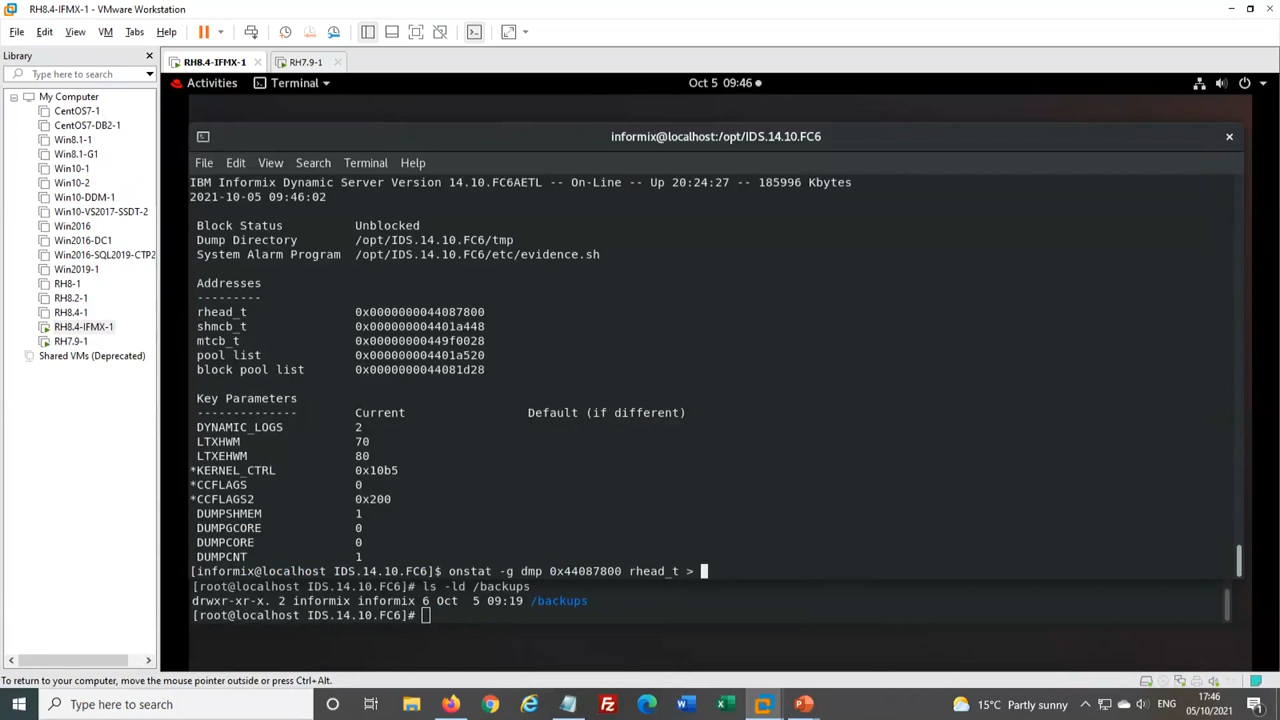 RH8.4-IFMX-1 - VMware Workstation
File Edit View VM Tabs Help
Library
Type here to search
My Computer
CentOS7-1
CentOS7-DB2-1
Win8.1-1
Win8.1-G1
Win10-1
Win10-2
Win10-DDM-1
Win10-VS2017-SSDT-2
Win2016
Win2016-DC1
Win2016-SQL2019-CTP2
Win2019-1
RH8-1
RH8.2-1
RH8.4-1
RH8.4-IFMX-1
RH7.9-1
Shared VMs (Deprecated)
RH8.4-IFMX-1 RH7.9-1
Activities Terminal Oct 5 09:46
informix@localhost:/opt/IDS.14.10.FC6
File Edit View Search Terminal Help
IBM Informix Dynamic Server Version 14.10.FC6AETL -- On-Line -- Up 20:24:27 -- 185996 Kbytes
2021-10-05 09:46:02
Block Status Unblocked
Dump Directory /opt/IDS.14.10.FC6/tmp
System Alarm Program /opt/IDS.14.10.FC6/etc/evidence.sh
Addresses
---------
rhead_t 0x0000000044087800
shmcb_t 0x000000004401a448
mtcb_t 0x00000000449f0028
pool list 0x000000004401a520
block pool list 0x0000000044081d28
Key Parameters
-------------- Current Default (if different)
DYNAMIC_LOGS 2
LTXHWM 70
LTXEHWM 80
*KERNEL_CTRL 0x10b5
*CCFLAGS 0
*CCFLAGS2 0x200
DUMPSHMEM 1
DUMPGCORE 0
DUMPCORE 0
DUMPCNT 1
[informix@localhost IDS.14.10.FC6]$ onstat -g dmp 0x44087800 rhead_t >
[root@localhost IDS.14.10.FC6]# ls -ld /backups
drwxr-xr-x. 2 informix informix 6 Oct 5 09:19 /backups
[root@localhost IDS.14.10.FC6]#
To return to your computer, move the mouse pointer outside or press Ctrl+Alt.
Type here to search
15°C Partly sunny
ENG
17:46
05/10/2021